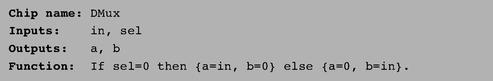 Chip name: DMux
Inputs: in, sel
Outputs: a, b
Function: If sel=0 then {a=in, b=0} else {a=0, b=in}.